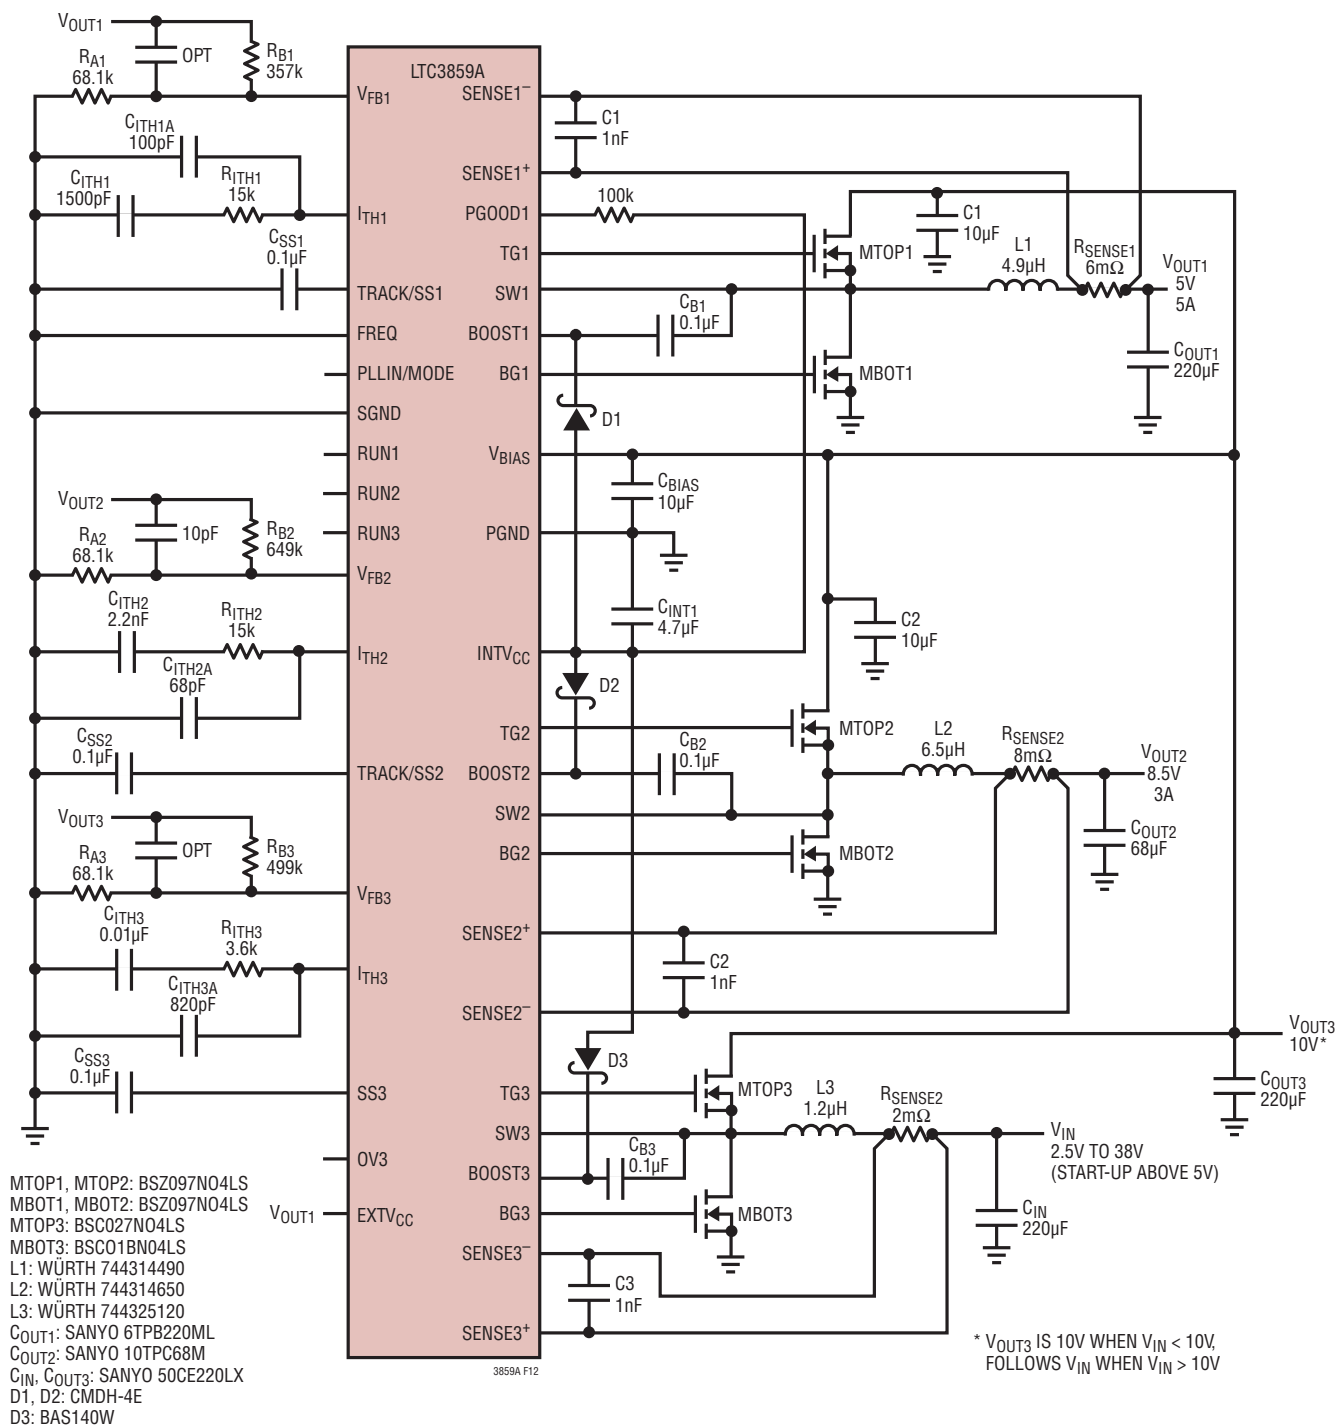 VOUT1
OPT
RB1
357k
RA1
68.1k
LTC3859A
VFB1
SENSE1–
CITH1A
100pF
C1
1nF
SENSE1+
CITH1
1500pF
RITH1
15k
ITH1
PGOOD1
100k
C1
10µF
CSS1
0.1µF
TG1
MTOP1
L1
4.9µH
RSENSE1
6mΩ
VOUT1
5V
5A
TRACK/SS1
SW1
CB1
0.1µF
FREQ
BOOST1
COUT1
220µF
PLLIN/MODE
BG1
MBOT1
SGND
D1
RUN1
VBIAS
CBIAS
10µF
RUN2
VOUT2
10pF
RB2
649k
RA2
68.1k
RUN3
PGND
VFB2
CITH2
2.2nF
RITH2
15k
CINT1
4.7µF
C2
10µF
ITH2
INTVCC
CITH2A
68pF
D2
TG2
MTOP2
L2
6.5µH
RSENSE2
8mΩ
VOUT2
8.5V
3A
CSS2
0.1µF
CB2
0.1µF
TRACK/SS2
BOOST2
SW2
VOUT3
OPT
RB3
499k
RA3
68.1k
BG2
MBOT2
COUT2
68µF
VFB3
CITH3
0.01µF
RITH3
3.6k
SENSE2+
ITH3
C2
1nF
CITH3A
820pF
SENSE2–
VOUT3
10V*
CSS3
0.1µF
D3
SS3
TG3
MTOP3
L3
1.2µH
RSENSE2
2mΩ
COUT3
220µF
SW3
VIN
2.5V TO 38V
(START-UP ABOVE 5V)
CB3
0.1µF
OV3
BOOST3
VOUT1
EXTVCC
BG3
MBOT3
CIN
220µF
SENSE3–
C3
1nF
SENSE3+
MTOP1, MTOP2: BSZ097NO4LS
MBOT1, MBOT2: BSZ097NO4LS
MTOP3: BSC027NO4LS
MBOT3: BSCO1BN04LS
L1: WÜRTH 744314490
L2: WÜRTH 744314650
L3: WÜRTH 744325120
COUT1: SANYO 6TPB220ML
COUT2: SANYO 10TPC68M
CIN, COUT3: SANYO 50CE220LX
D1, D2: CMDH-4E
D3: BAS140W
3859A F12
* VOUT3 IS 10V WHEN VIN < 10V,
FOLLOWS VIN WHEN VIN > 10V